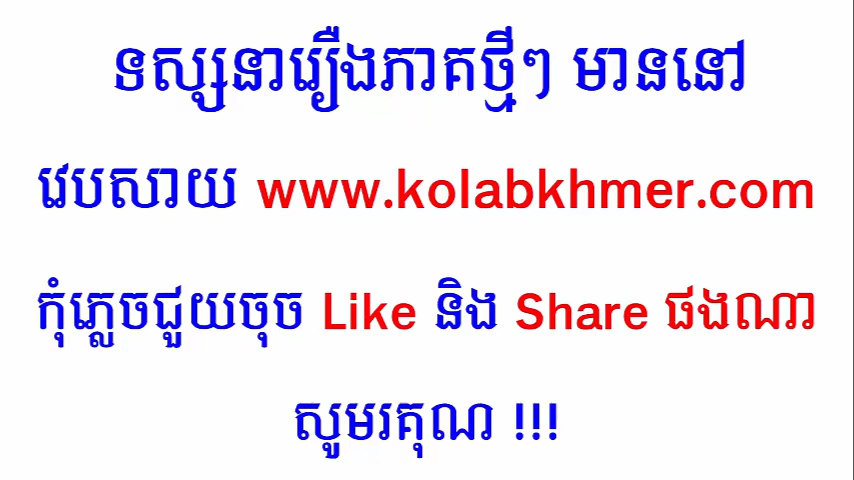 ទស្សនារឿងភាគថ្មីៗ មាននៅ
វេបសាយ www.kolabkhmer.com
កុំភ្លេចជួយចុច Like និង Share ផងណា
សូមរគុណ !!!